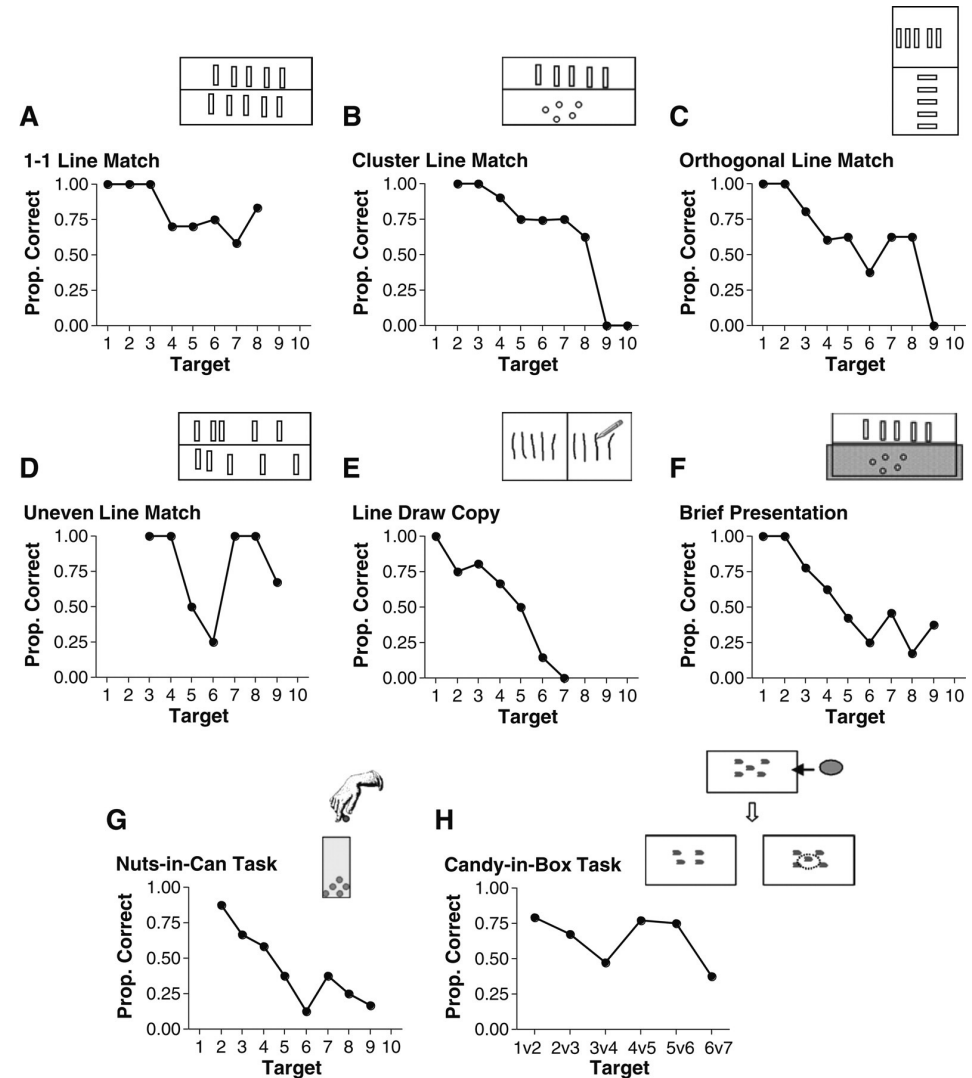 A
1-1 Line Match
1.00
0.75
0.50
0.25
0.00
Prop. Correct
1 2 3 4 5 6 7 8 9 10
Target
B
Cluster Line Match
1.00
0.75
0.50
0.25
0.00
Prop. Correct
1 2 3 4 5 6 7 8 9 10
Target
C
Orthogonal Line Match
1.00
0.75
0.50
0.25
0.00
Prop. Correct
1 2 3 4 5 6 7 8 9 10
Target
D
Uneven Line Match
1.00
0.75
0.50
0.25
0.00
Prop. Correct
1 2 3 4 5 6 7 8 9 10
Target
E
Line Draw Copy
1.00
0.75
0.50
0.25
0.00
Prop. Correct
1 2 3 4 5 6 7 8 9 10
Target
F
Brief Presentation
1.00
0.75
0.50
0.25
0.00
Prop. Correct
1 2 3 4 5 6 7 8 9 10
Target
G
Nuts-in-Can Task
1.00
0.75
0.50
0.25
0.00
Prop. Correct
1 2 3 4 5 6 7 8 9 10
Target
H
Candy-in-Box Task
1.00
0.75
0.50
0.25
0.00
Prop. Correct
1v2 2v3 3v4 4v5 5v6 6v7
Target